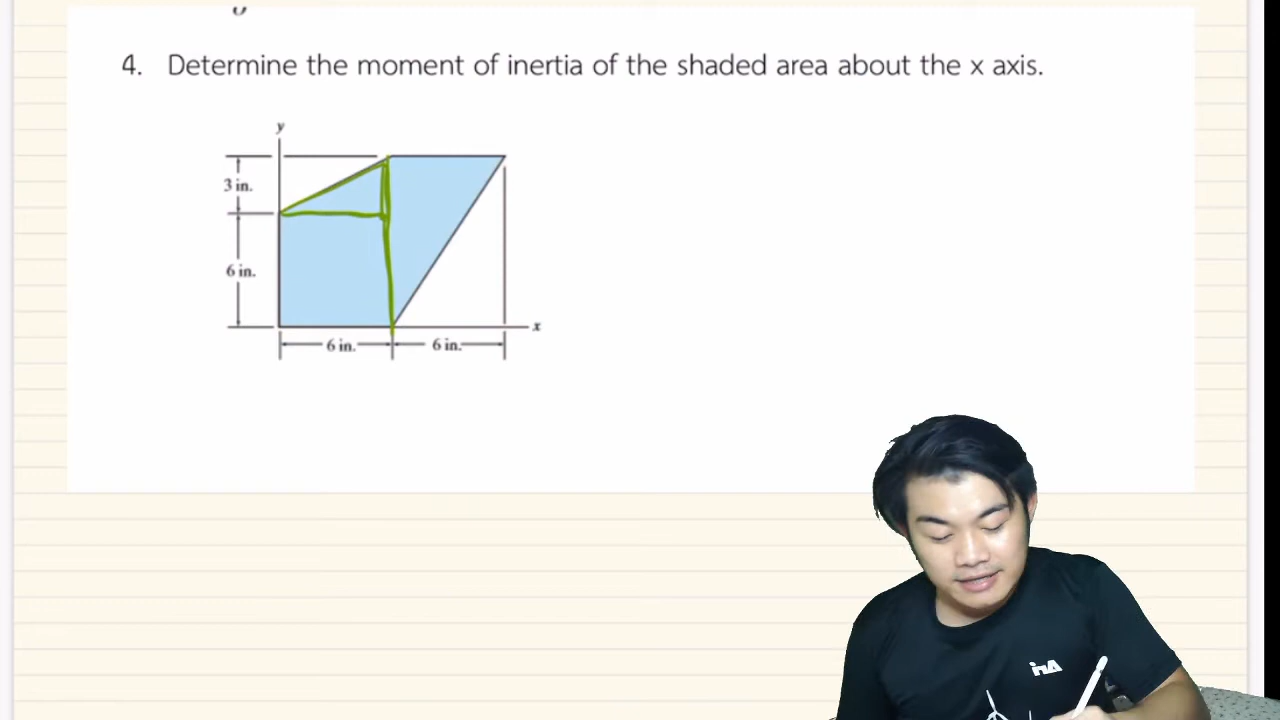 4. Determine the moment of inertia of the shaded area about the x axis.
y
3 in.
6 in.
x
6 in.
6 in.